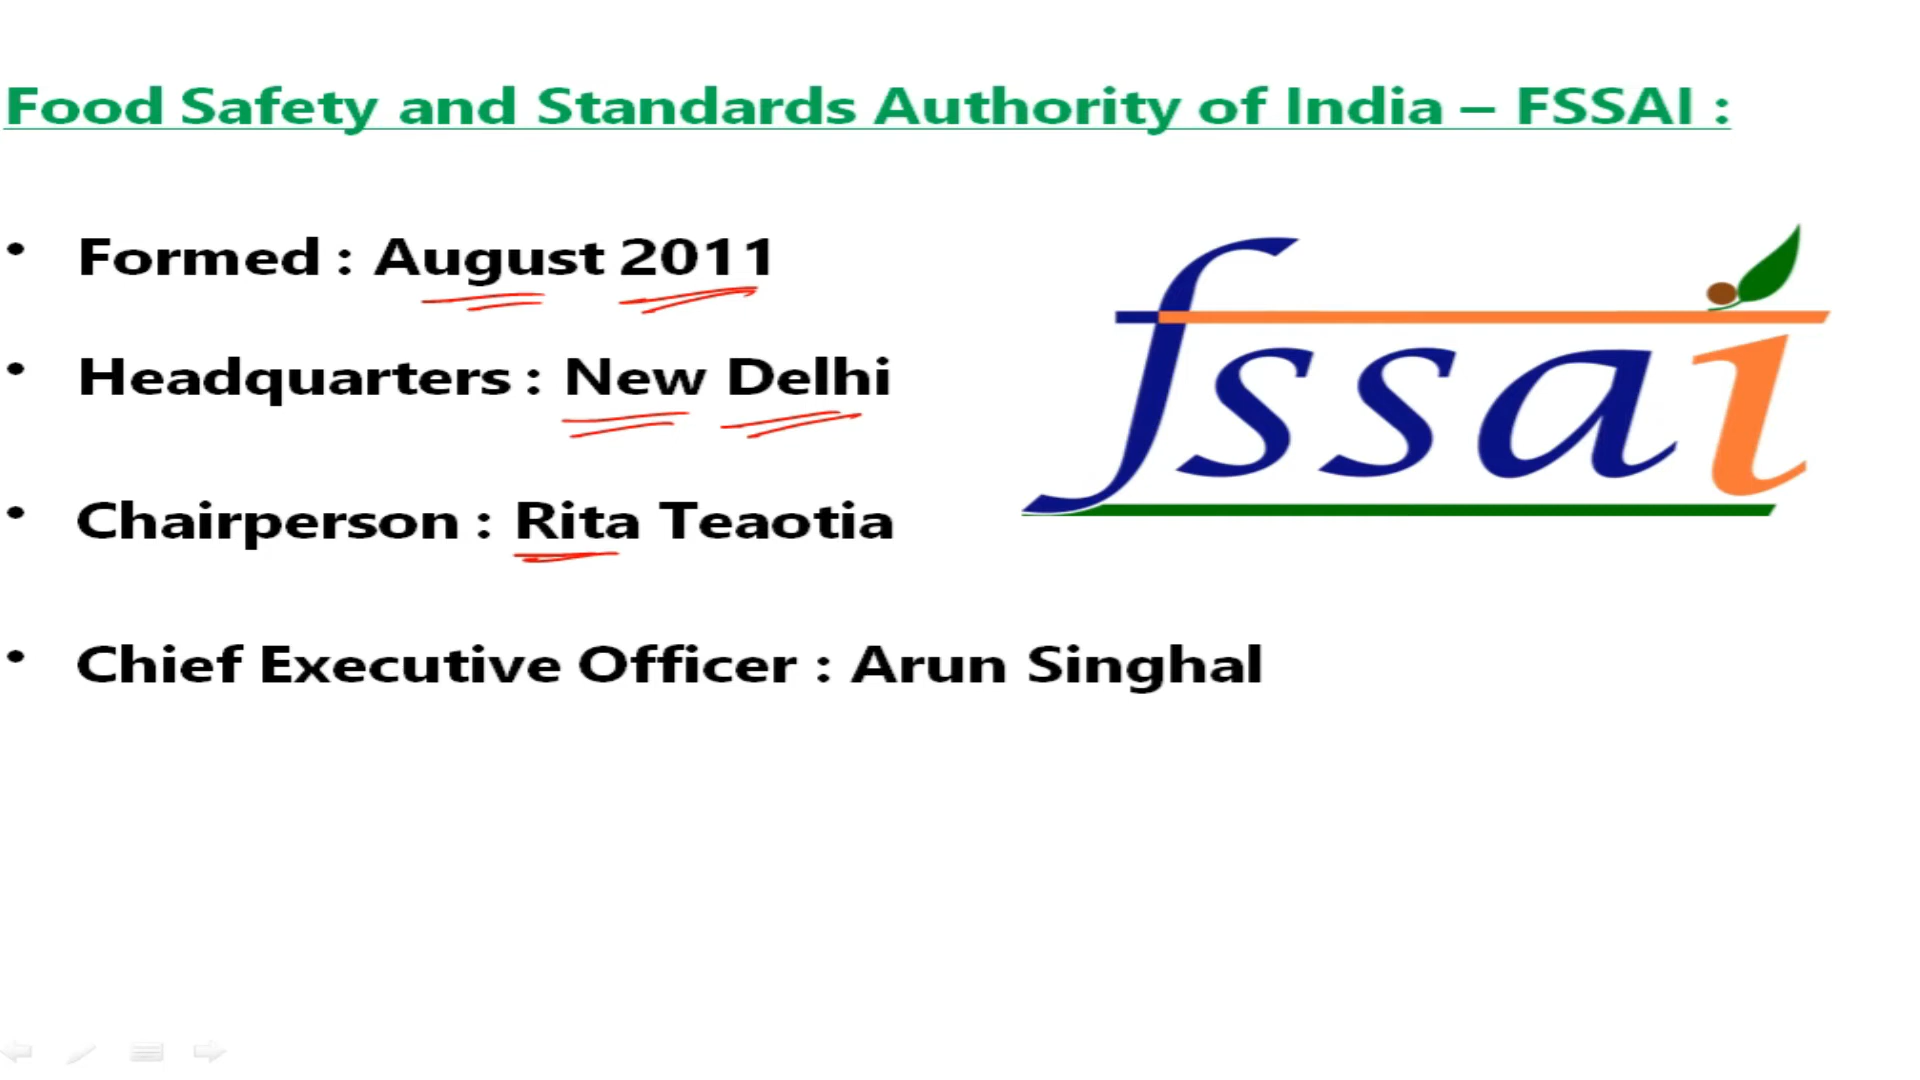 Food Safety and Standards Authority of India – FSSAI :
• Formed : August 2011
• Headquarters : New Delhi
• Chairperson : Rita Teaotia
• Chief Executive Officer : Arun Singhal
fssai